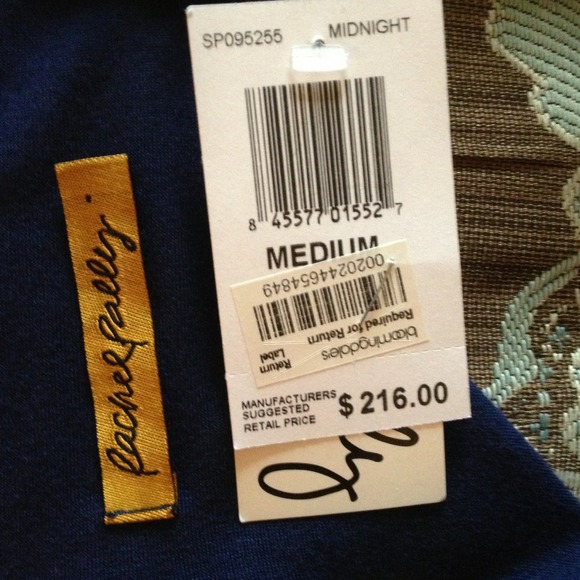 SP095255 MIDNIGHT
8 45577 01552 7
MEDIUM
0020244654849
bloomingdale's
Required for Return
Return Label
MANUFACTURERS
SUGGESTED
RETAIL PRICE
$216.00
Rachel Pally.